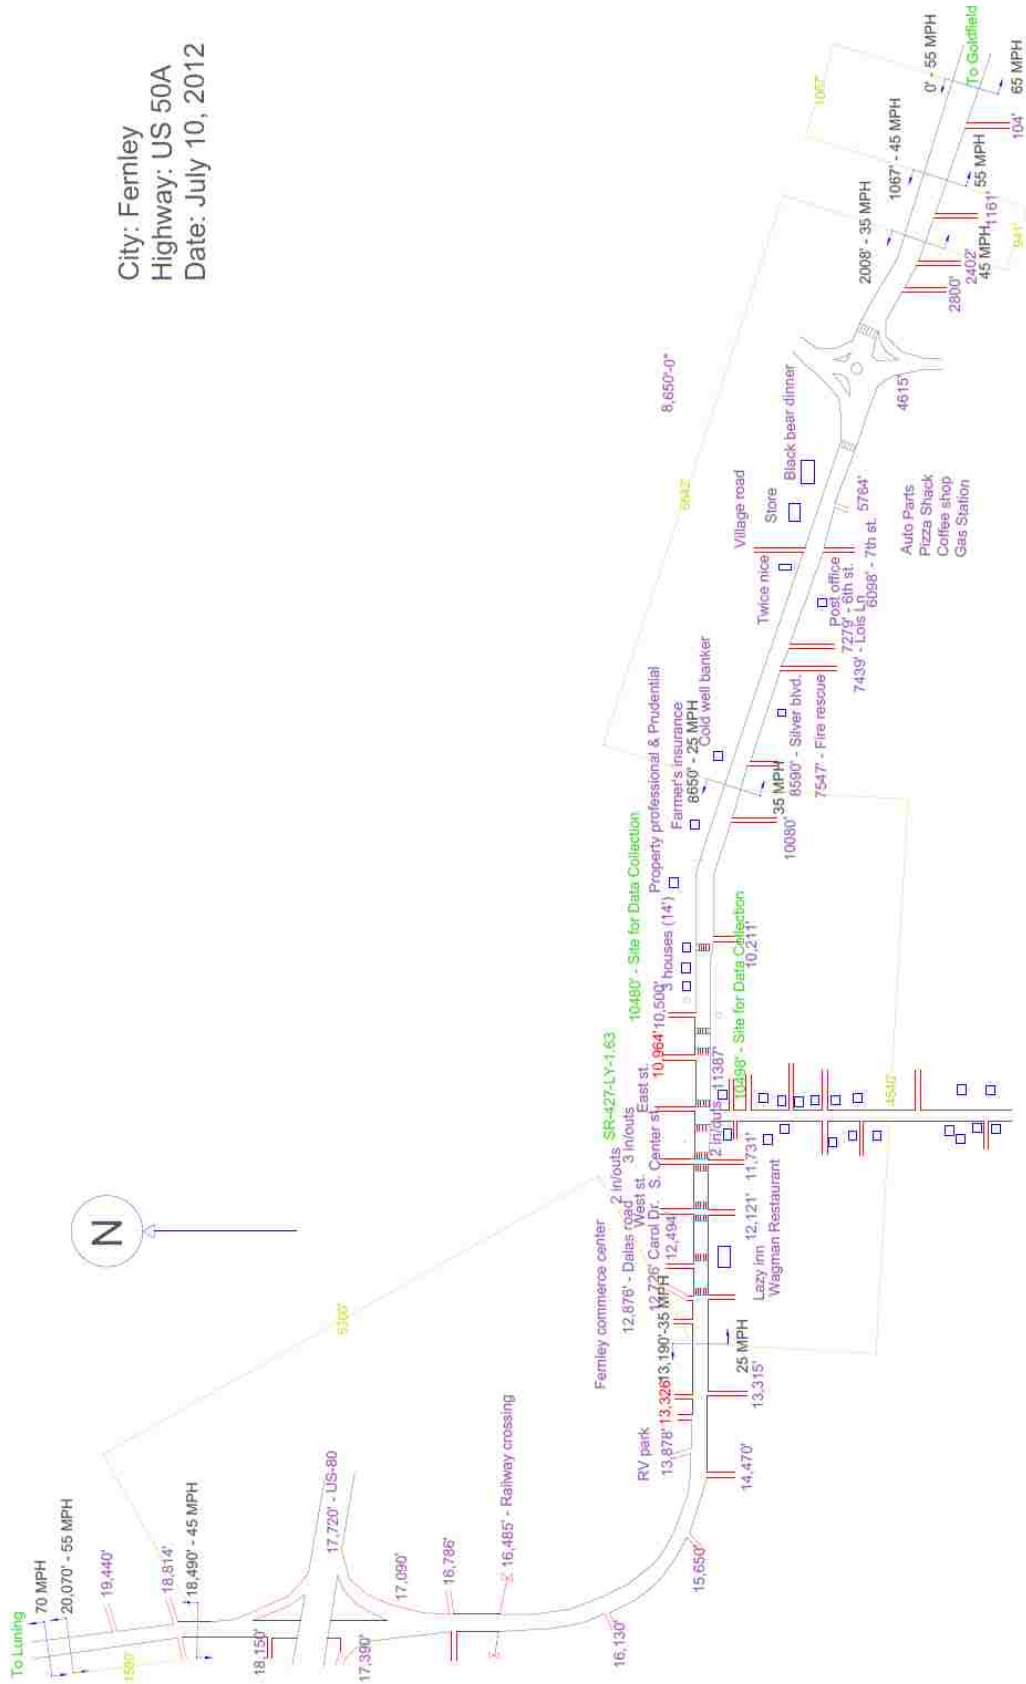 City: Fernley
Highway: US 50A
Date: July 10, 2012
N
To Goldfield
0' - 55 MPH
65 MPH
104'
1067'
1067' - 45 MPH
55 MPH
1161'
941'
2008' - 35 MPH
45 MPH
2402'
2800'
8,650'-0"
6642'
4615'
Black bear dinner
Store
Village road
5764'
Auto Parts
Pizza Shack
Coffee shop
Gas Station
Twice nice
6098' - 7th st.
Post office
7279' - 6th st.
7439' - Lois Ln
Cold well banker
8650' - 25 MPH
Farmer's insurance
Property professional & Prudential
8590' - Silver blvd.
7547' - Fire rescue
35 MPH
10080'
10480' - Site for Data Collection
3 houses (14')
10,211'
10498' - Site for Data Collection
10,500'
10,964'
SR-427-LY-1.63
East st.
11387'
2 in/outs
4540'
3 in/outs
S. Center st.
11,731'
2 in/outs
West st.
12,121'
Carol Dr.
12,494'
12,726'
12,876' - Dalas road
Fernley commerce center
Lazy inn
Wagman Restaurant
13,190'-35 MPH
25 MPH
13,315'
13,326'
13,878'
RV park
14,470'
5300'
15,650'
16,130'
16,485' - Railway crossing
16,786'
17,090'
17,390'
17,720' - US-80
18,150'
18,490' - 45 MPH
18,814'
19,440'
1580'
20,070' - 55 MPH
70 MPH
To Luning